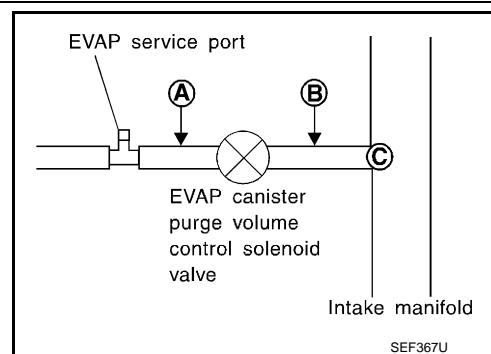 EVAP service port
A
B
C
EVAP canister
purge volume
control solenoid
valve
Intake manifold
SEF367U